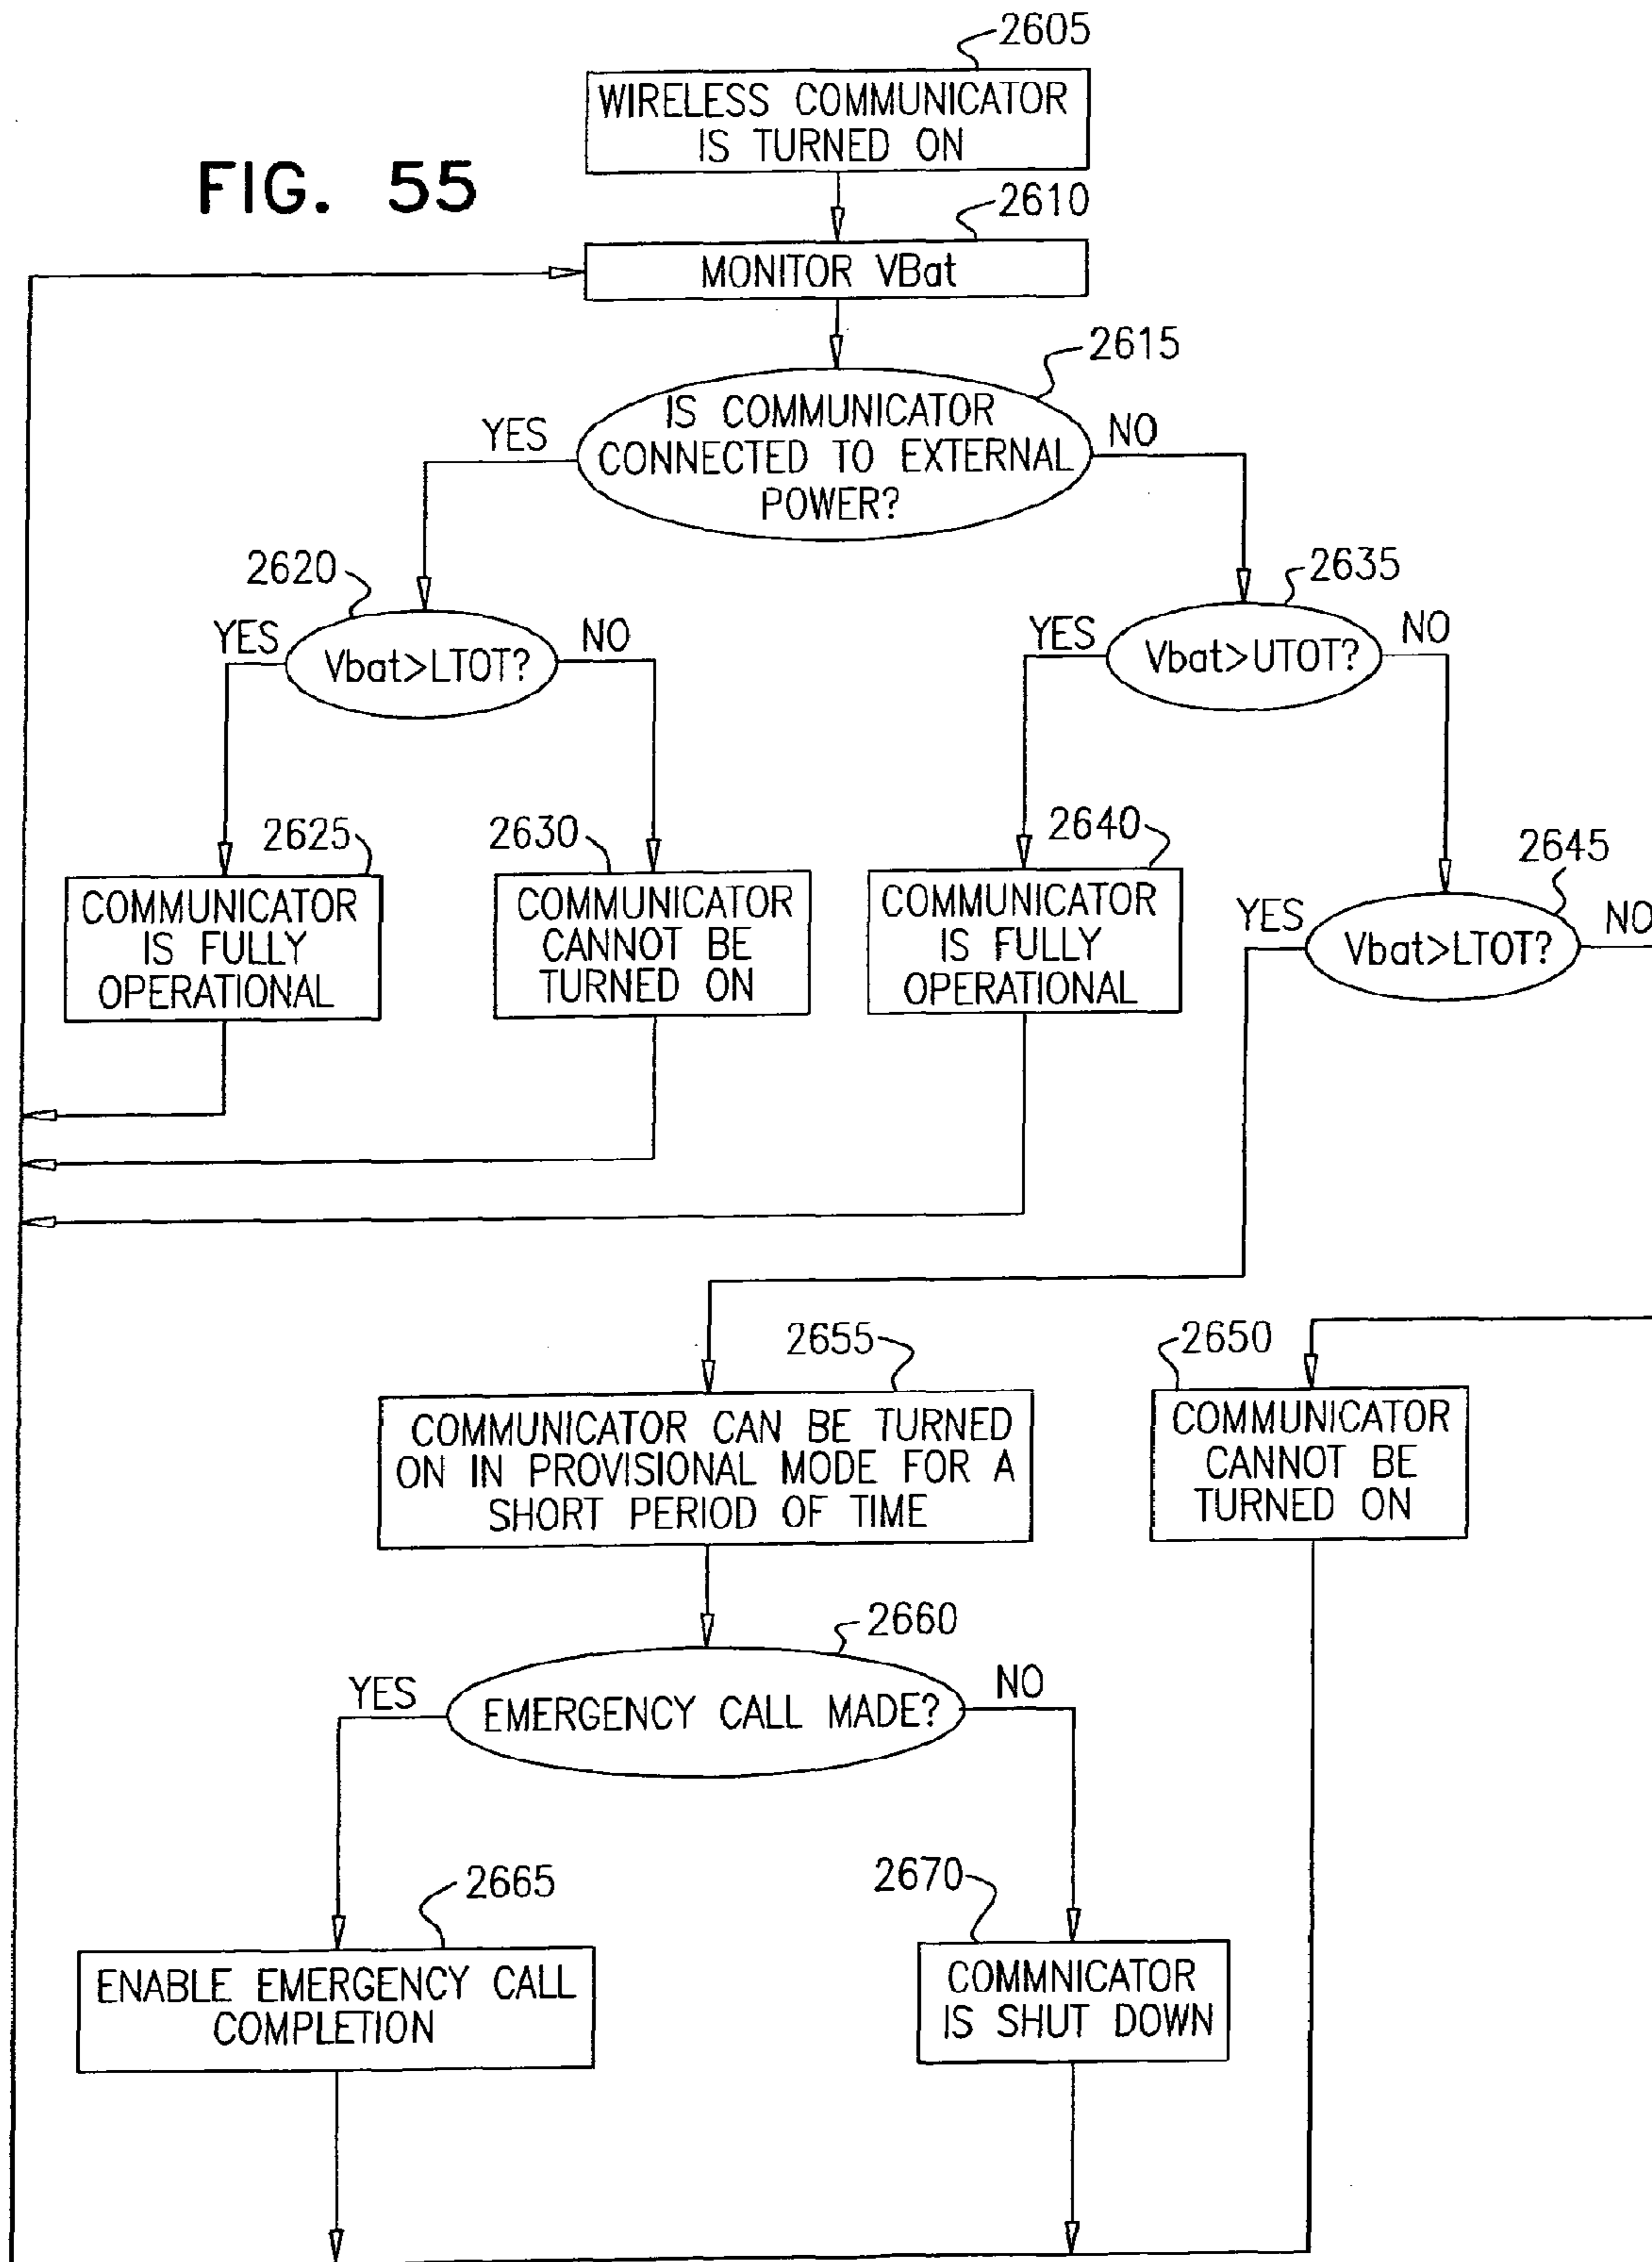 2605
WIRELESS COMMUNICATOR
IS TURNED ON
FIG. 55
2610
MONITOR VBat
2615
IS COMMUNICATOR
CONNECTED TO EXTERNAL
POWER?
YES
NO
2620
2635
YES
Vbat>LTOT?
NO
YES
Vbat>UTOT?
NO
2625
COMMUNICATOR
IS FULLY
OPERATIONAL
2630
COMMUNICATOR
CANNOT BE
TURNED ON
2640
COMMUNICATOR
IS FULLY
OPERATIONAL
2645
YES
Vbat>LTOT?
NO
2655
COMMUNICATOR CAN BE TURNED
ON IN PROVISIONAL MODE FOR A
SHORT PERIOD OF TIME
2650
COMMUNICATOR
CANNOT BE
TURNED ON
2660
YES
EMERGENCY CALL MADE?
NO
2665
ENABLE EMERGENCY CALL
COMPLETION
2670
COMMNICATOR
IS SHUT DOWN